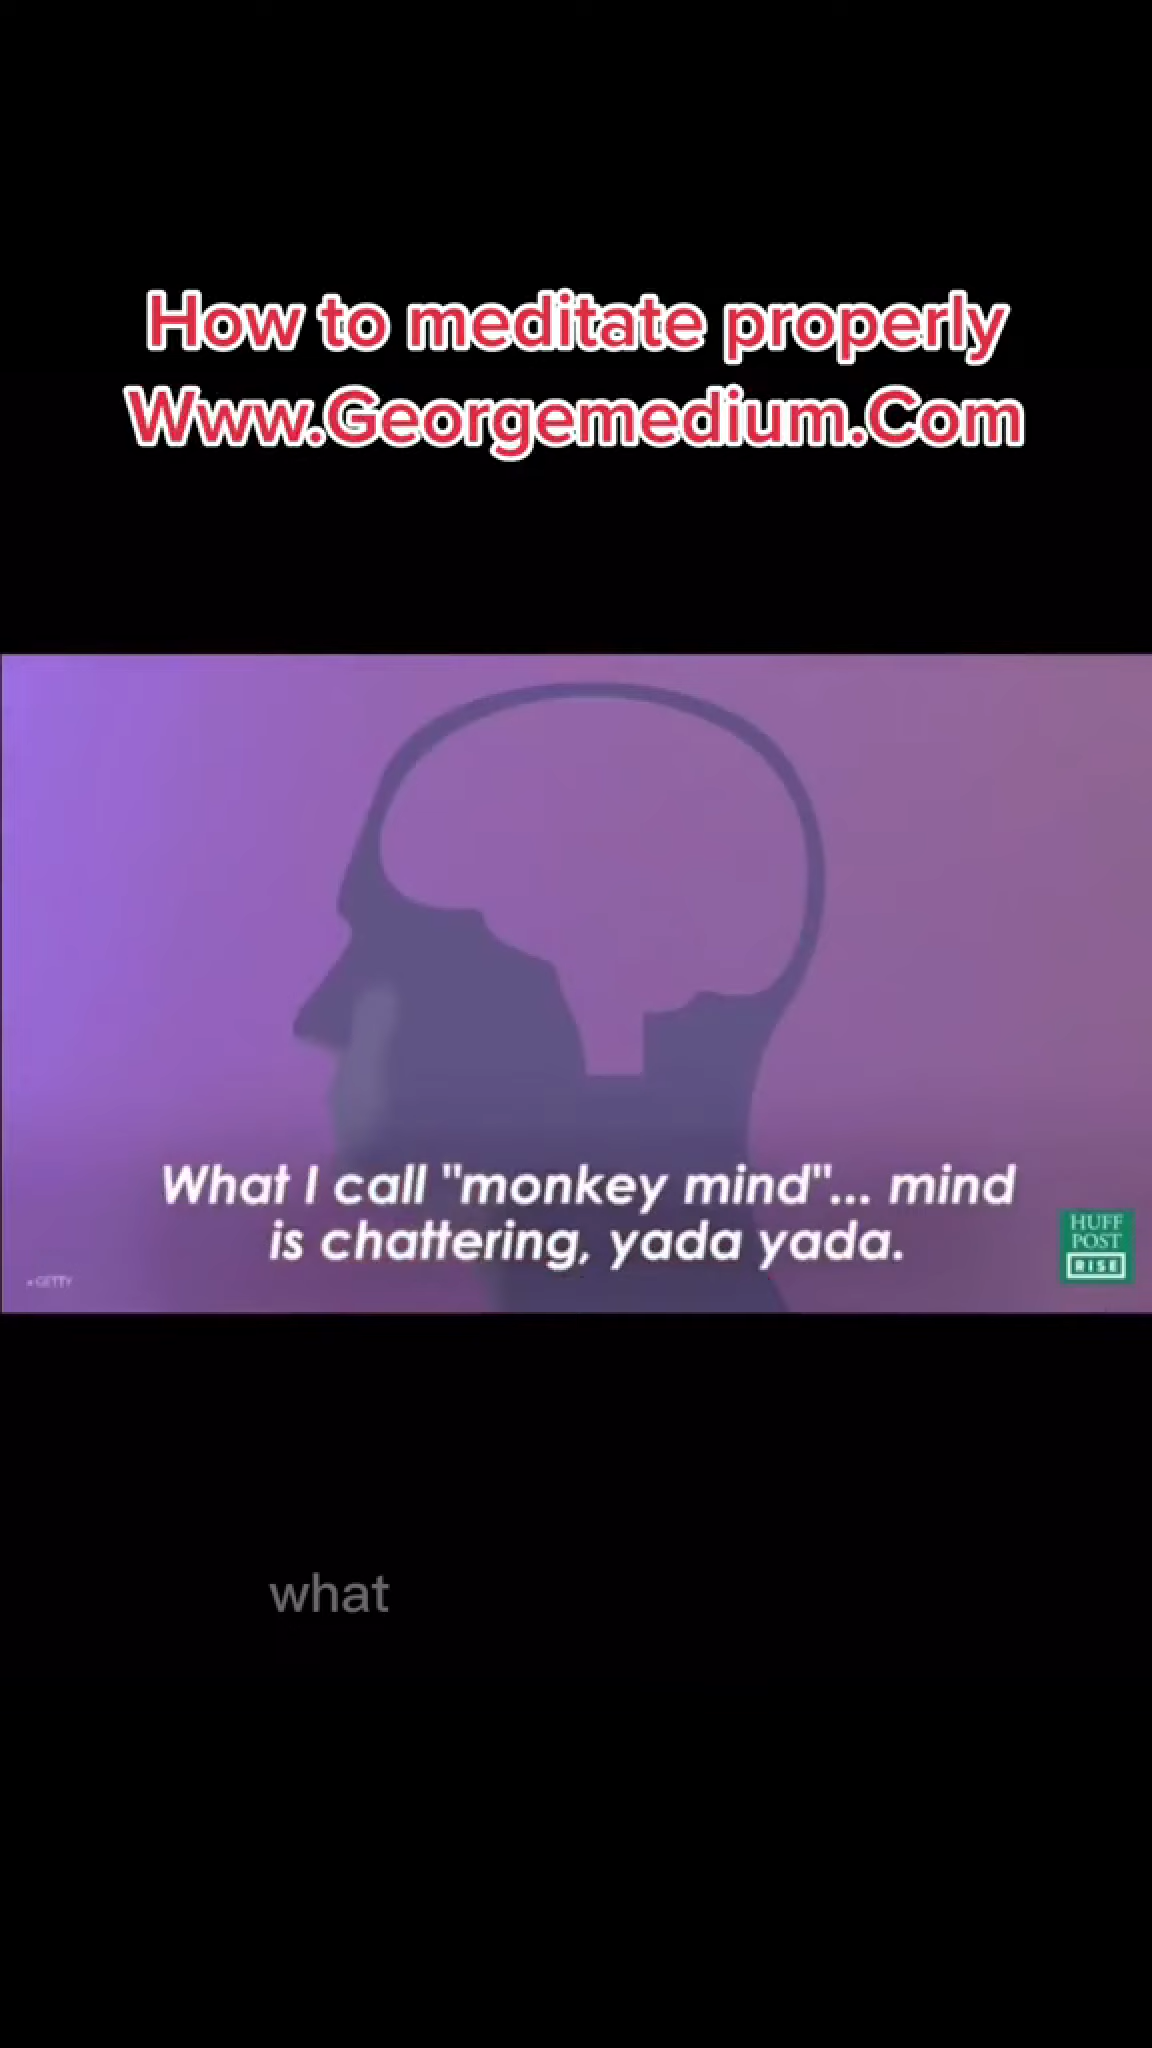 How to meditate properly
Www.Georgemedium.Com
What I call "monkey mind"... mind
is chattering, yada yada.
HUFF
POST
RISE
GETTY
what